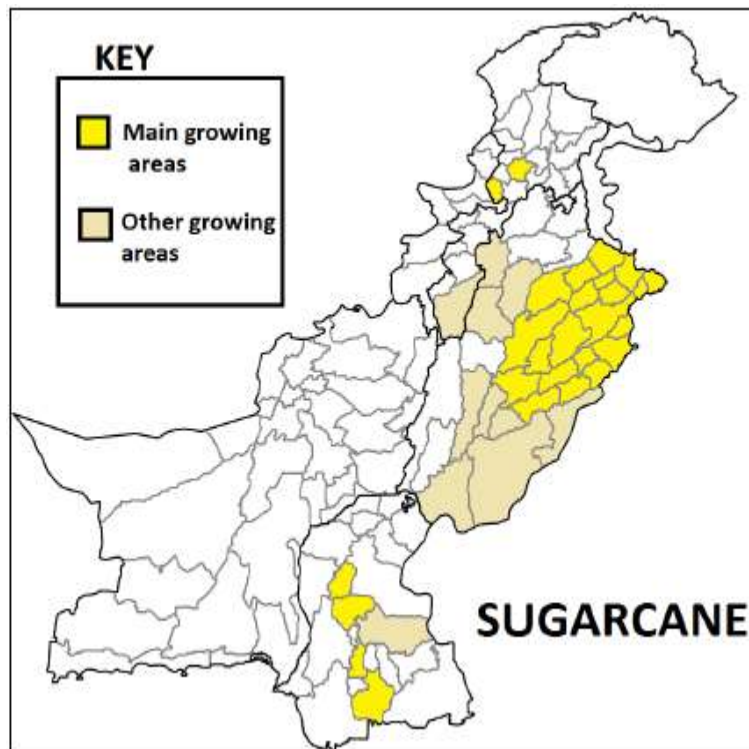 KEY
Main growing
areas
Other growing
areas
SUGARCANE